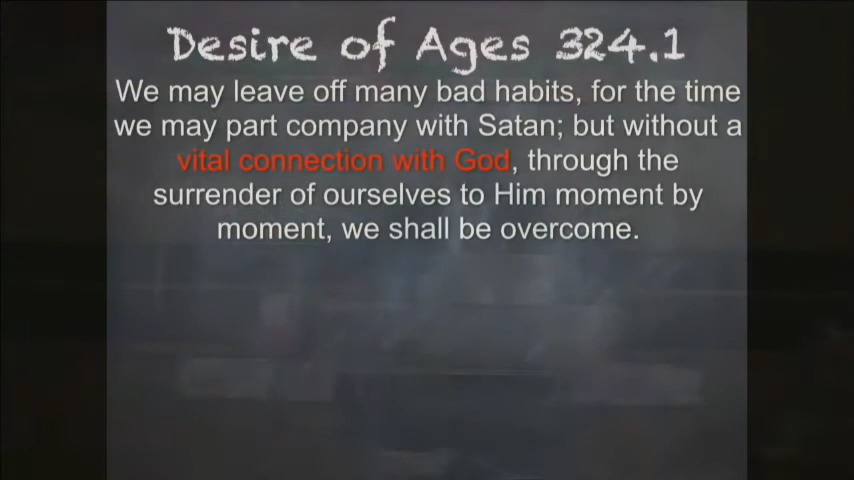 Desire of Ages 324.1
We may leave off many bad habits, for the time
we may part company with Satan; but without a
vital connection with God, through the
surrender of ourselves to Him moment by
moment, we shall be overcome.